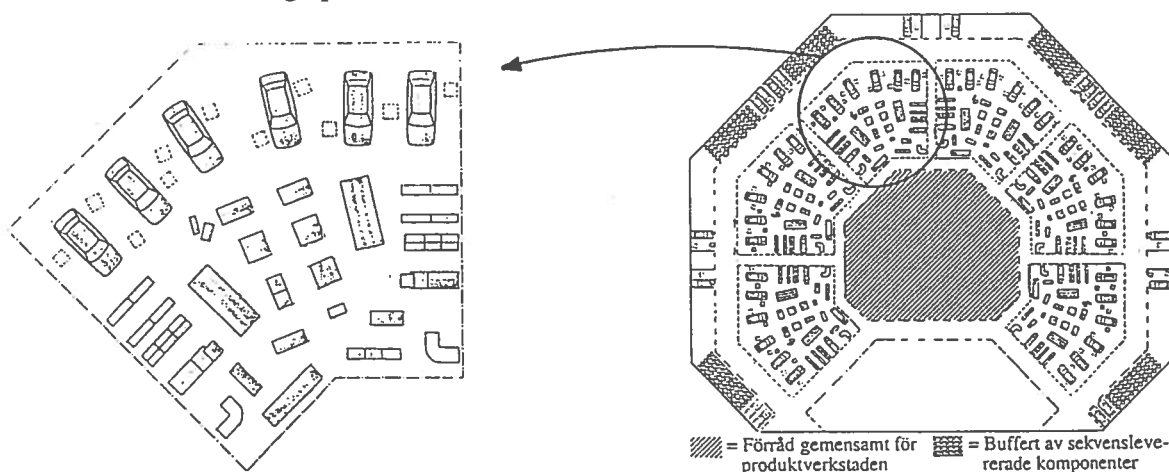 = Förråd gemensamt för
produktverkstaden
= Buffert av sekvensleve-
rerade komponenter